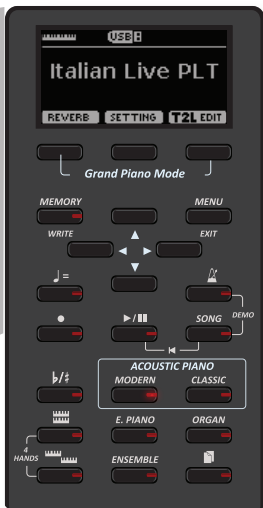 USB
Italian Live PLT
REVERB SETTING T2L EDIT
Grand Piano Mode
MEMORY MENU
WRITE EXIT
♩=
▶/❚❚ SONG DEMO
ACOUSTIC PIANO
♭/♯ MODERN CLASSIC
E. PIANO ORGAN
4
HANDS
ENSEMBLE